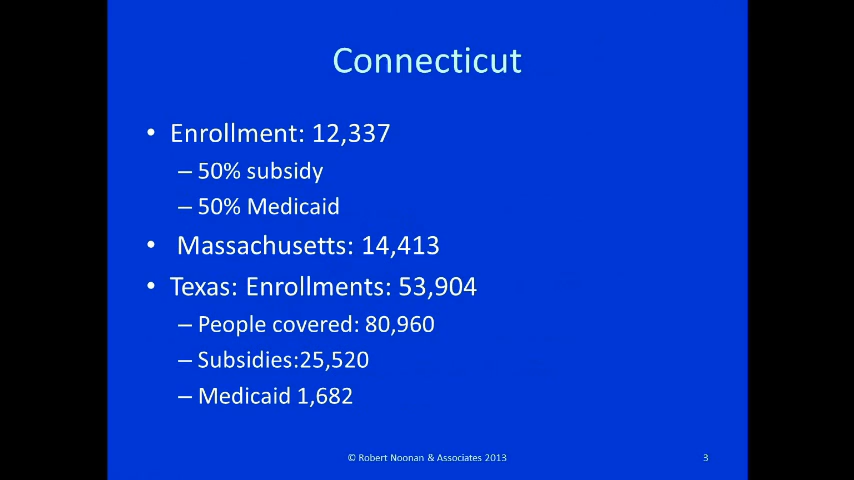 Connecticut
• Enrollment: 12,337
– 50% subsidy
– 50% Medicaid
• Massachusetts: 14,413
• Texas: Enrollments: 53,904
– People covered: 80,960
– Subsidies:25,520
– Medicaid 1,682
© Robert Noonan & Associates 2013
3